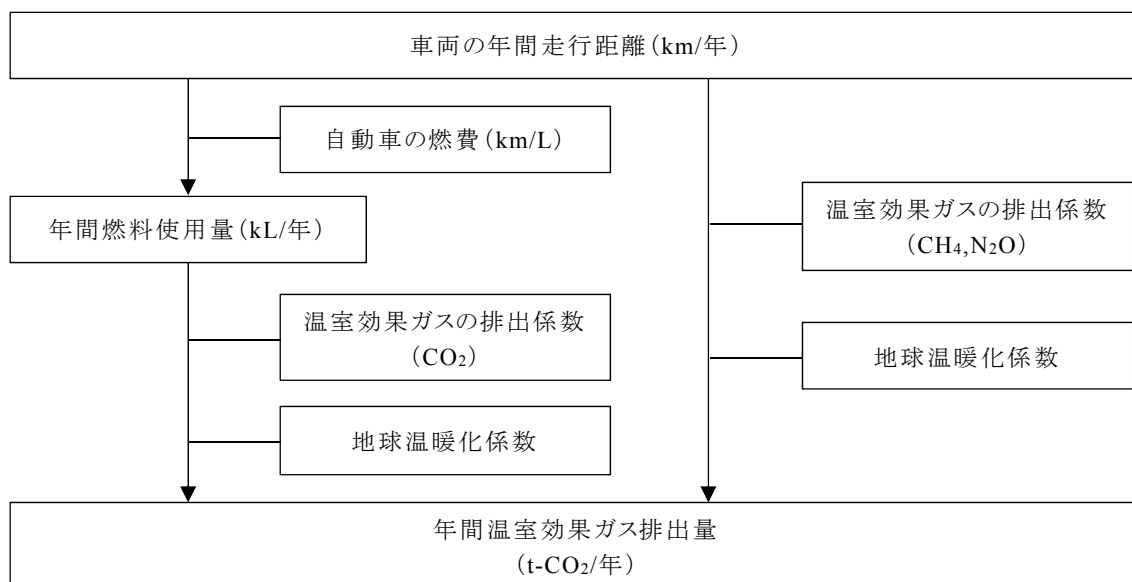 車両の年間走行距離(km/年)
自動車の燃費(km/L)
年間燃料使用量(kL/年)
温室効果ガスの排出係数
(CO₂)
地球温暖化係数
温室効果ガスの排出係数
(CH₄,N₂O)
地球温暖化係数
年間温室効果ガス排出量
(t-CO₂/年)